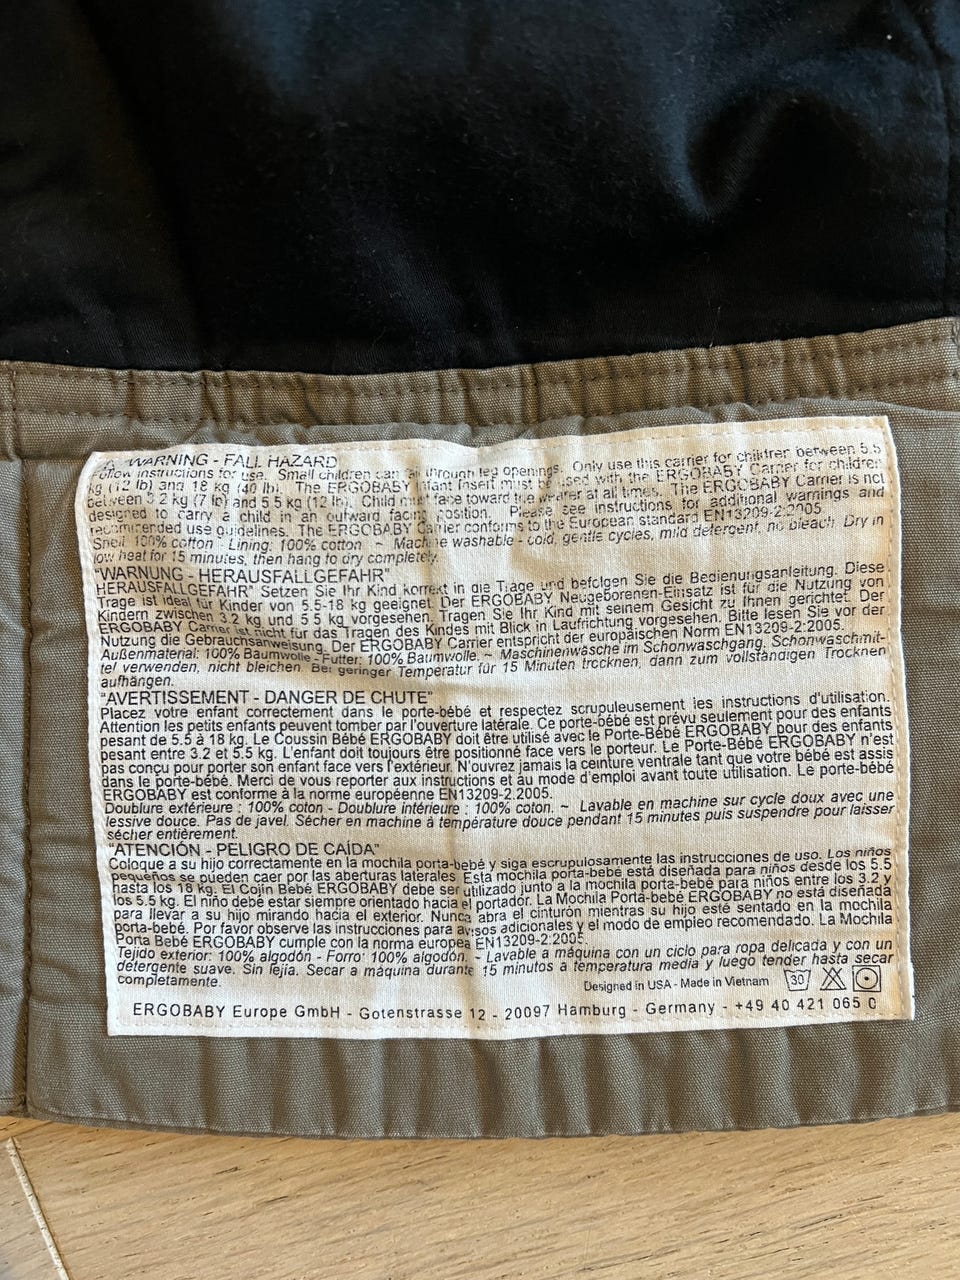 WARNING - FALL HAZARD
Follow instructions for use. Small children can fall through leg openings. Only use this carrier for children between 5.5
kg (12 lb) and 18 kg (40 lb). The ERGOBABY Infant Insert must be used with the ERGOBABY Carrier for children
between 3.2 kg (7 lb) and 5.5 kg (12 lb). Child must face toward the wearer at all times. The ERGOBABY Carrier is not
designed to carry a child in an outward facing position. Please see instructions for additional warnings and
recommended use guidelines. The ERGOBABY Carrier conforms to the European standard EN13209-2:2005.
Shell: 100% cotton - Lining: 100% cotton ~ Machine washable - cold, gentle cycles, mild detergent, no bleach. Dry in
low heat for 15 minutes, then hang to dry completely.
"WARNUNG - HERAUSFALLGEFAHR"
HERAUSFALLGEFAHR" Setzen Sie Ihr Kind korrekt in die Trage und befolgen Sie die Bedienungsanleitung. Diese
Trage ist ideal für Kinder von 5.5-18 kg geeignet. Der ERGOBABY Neugeborenen-Einsatz ist für die Nutzung von
Kindern zwischen 3.2 kg und 5.5 kg vorgesehen. Tragen Sie Ihr Kind mit seinem Gesicht zu Ihnen gerichtet. Der
ERGOBABY Carrier ist nicht für das Tragen des Kindes mit Blick in Laufrichtung vorgesehen. Bitte lesen Sie vor der
Nutzung die Gebrauchsanweisung. Der ERGOBABY Carrier entspricht der europäischen Norm EN13209-2:2005.
Außenmaterial: 100% Baumwolle - Futter: 100% Baumwolle. ~ Maschinenwäsche im Schonwaschgang. Schonwaschmit-
tel verwenden, nicht bleichen. Bei geringer Temperatur für 15 Minuten trocknen, dann zum vollständigen Trocknen
aufhängen.
"AVERTISSEMENT - DANGER DE CHUTE"
Placez votre enfant correctement dans le porte-bébé et respectez scrupuleusement les instructions d'utilisation.
Attention les petits enfants peuvent tomber par l'ouverture latérale. Ce porte-bébé est prévu seulement pour des enfants
pesant de 5.5 à 18 kg. Le Coussin Bébé ERGOBABY doit être utilisé avec le Porte-Bébé ERGOBABY pour des enfants
pesant entre 3.2 et 5.5 kg. L'enfant doit toujours être positionné face vers le porteur. Le Porte-Bébé ERGOBABY n'est
pas conçu pour porter son enfant face vers l'extérieur. N'ouvrez jamais la ceinture ventrale tant que votre bébé est assis
dans le porte-bébé. Merci de vous reporter aux instructions et au mode d'emploi avant toute utilisation. Le porte-bébé
ERGOBABY est conforme à la norme européenne EN13209-2:2005.
Doublure extérieure : 100% coton - Doublure intérieure : 100% coton. ~ Lavable en machine sur cycle doux avec une
lessive douce. Pas de javel. Sécher en machine à température douce pendant 15 minutes puis suspendre pour laisser
sécher entièrement.
"ATENCIÓN - PELIGRO DE CAÍDA"
Coloque a su hijo correctamente en la mochila porta-bebé y siga escrupulosamente las instrucciones de uso. Los niños
pequeños se pueden caer por las aberturas laterales. Esta mochila porta-bebe está diseñada para niños desde los 5.5
hasta los 18 kg. El Cojin Bébé ERGOBABY debe ser utilizado junto a la mochila porta-bebé para niños entre los 3.2 y
los 5.5 kg. El niño debe estar siempre orientado hacia el portador. La Mochila Porta-bebé ERGOBABY no está diseñada
para llevar a su hijo mirando hacia el exterior. Nunca abra el cinturón mientras su hijo esté sentado en la mochila
porta-bebé. Por favor observe las instrucciones para avisos adicionales y el modo de empleo recomendado. La Mochila
Porta Bebé ERGOBABY cumple con la norma europea EN13209-2:2005.
Tejido exterior: 100% algodón - Forro: 100% algodón. ~ Lavable a máquina con un ciclo para ropa delicada y con un
detergente suave. Sin lejía. Secar a máquina durante 15 minutos a temperatura media y luego tender hasta secar
completamente.
Designed in USA - Made in Vietnam 30
ERGOBABY Europe GmbH - Gotenstrasse 12 - 20097 Hamburg - Germany - +49 40 421 065 0